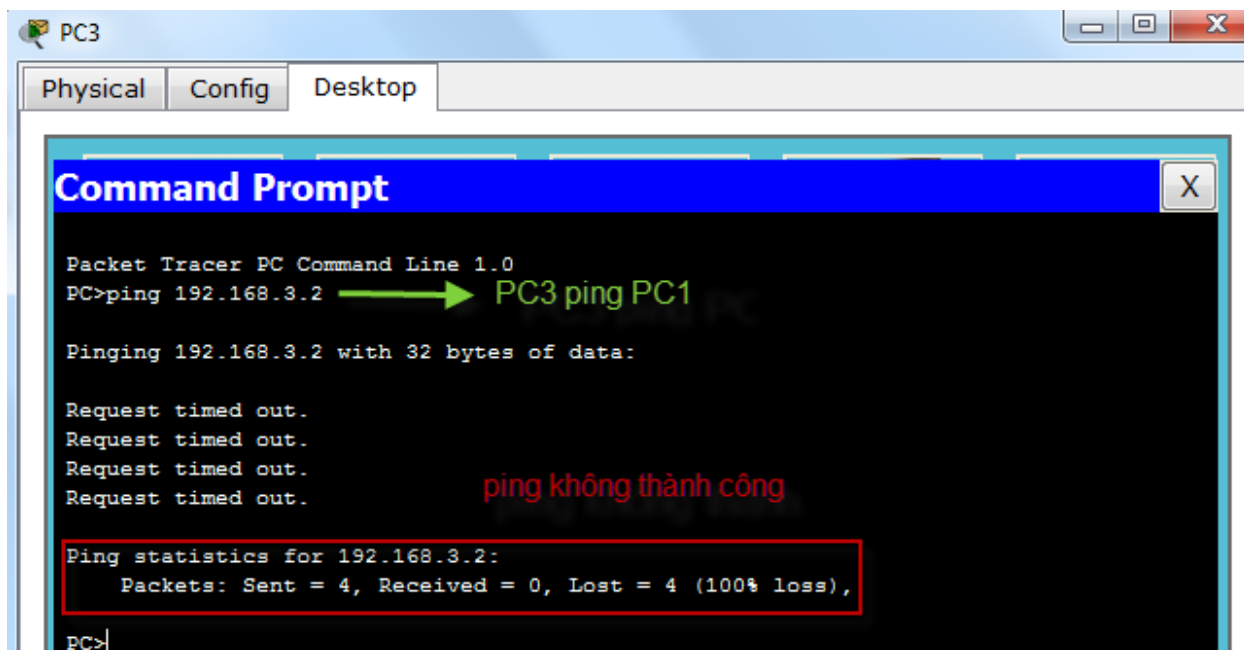 PC3
Physical Config Desktop
Command Prompt X
Packet Tracer PC Command Line 1.0
PC>ping 192.168.3.2 PC3 ping PC1
Pinging 192.168.3.2 with 32 bytes of data:
Request timed out.
Request timed out.
Request timed out.
Request timed out.
ping không thành công
Ping statistics for 192.168.3.2:
Packets: Sent = 4, Received = 0, Lost = 4 (100% loss),
PC>